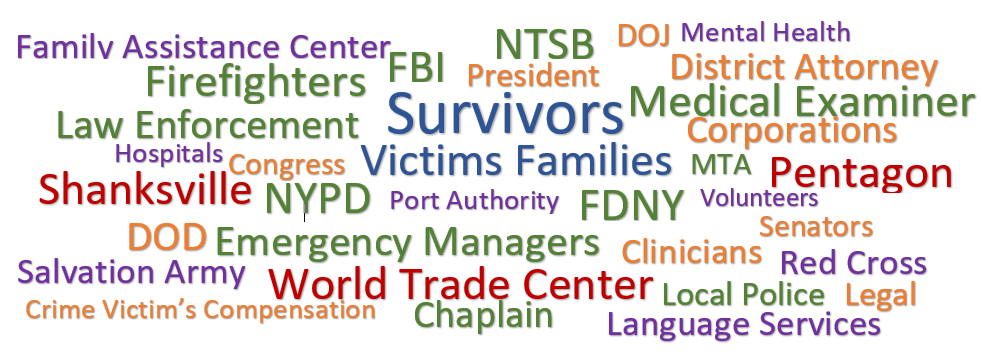 Family Assistance Center FBI NTSB DOJ Mental Health
Firefighters President District Attorney
Law Enforcement Survivors Medical Examiner
Corporations
Hospitals Congress Victims Families MTA Pentagon
Shanksville NYPD Port Authority FDNY Volunteers
DOD Emergency Managers Clinicians Senators
Salvation Army World Trade Center Red Cross
Crime Victim’s Compensation Chaplain Local Police Legal
Language Services